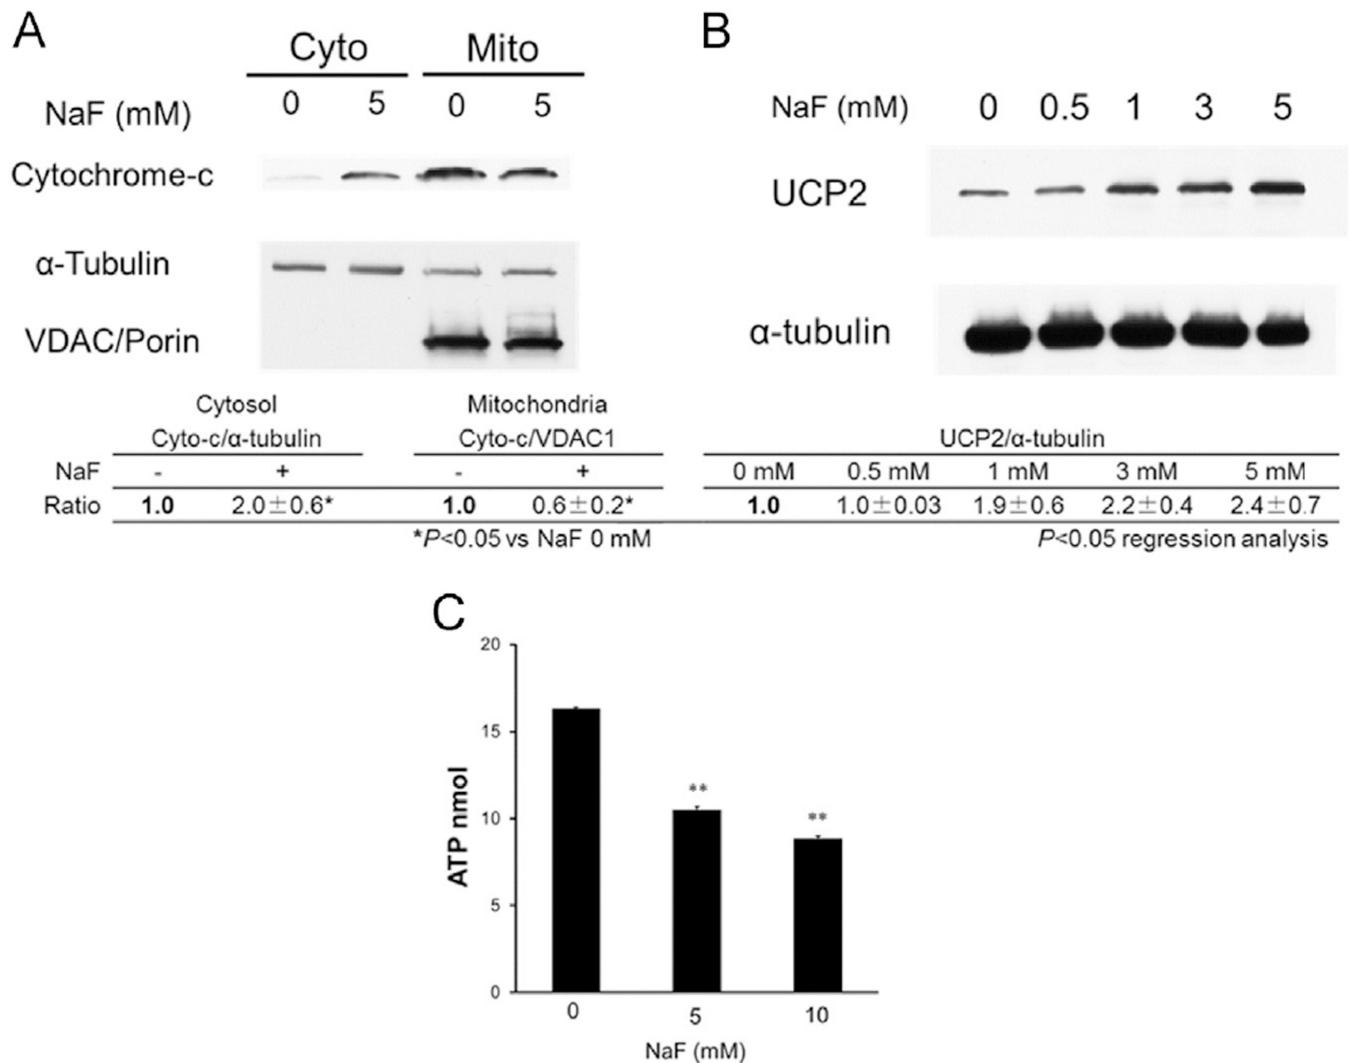 A
Cyto Mito
NaF (mM) 0 5 0 5
Cytochrome-c
α-Tubulin
VDAC/Porin
Cytosol Mitochondria
Cyto-c/α-tubulin Cyto-c/VDAC1
NaF - + - +
Ratio 1.0 2.0±0.6* 1.0 0.6±0.2*
*P<0.05 vs NaF 0 mM
B
NaF (mM) 0 0.5 1 3 5
UCP2
α-tubulin
UCP2/α-tubulin
0 mM 0.5 mM 1 mM 3 mM 5 mM
1.0 1.0±0.03 1.9±0.6 2.2±0.4 2.4±0.7
P<0.05 regression analysis
C
20
15
10
5
0
ATP nmol
**
**
0 5 10
NaF (mM)